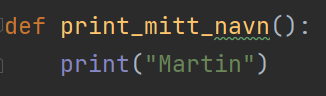 def print_mitt_navn():
    print("Martin")